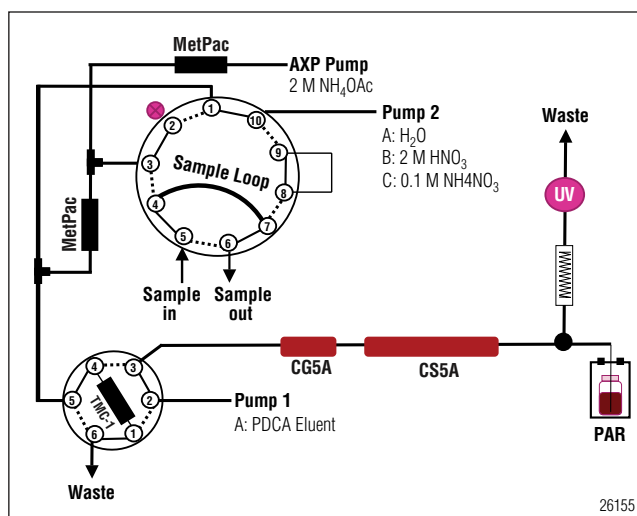 MetPac
AXP Pump
2 M NH₄OAc
Pump 2
A: H₂O
B: 2 M HNO₃
C: 0.1 M NH4NO₃
Waste
1
10
2
9
3
Sample Loop
8
4
7
5
6
UV
MetPac
Sample in
Sample out
CG5A
CS5A
4
3
5
TMC-1
2
6
1
Pump 1
A: PDCA Eluent
PAR
Waste
26155